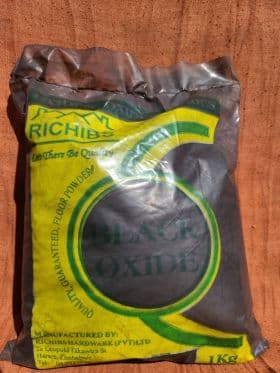 RICHIBS
Let There Be Quality
QUALITY GUARANTEED, FLOOR POWDER
BLACK
OXIDE
MANUFACTURED BY:
RICHIBS HARDWARE (PVT) LTD
Harare, Zimbabwe
1Kg